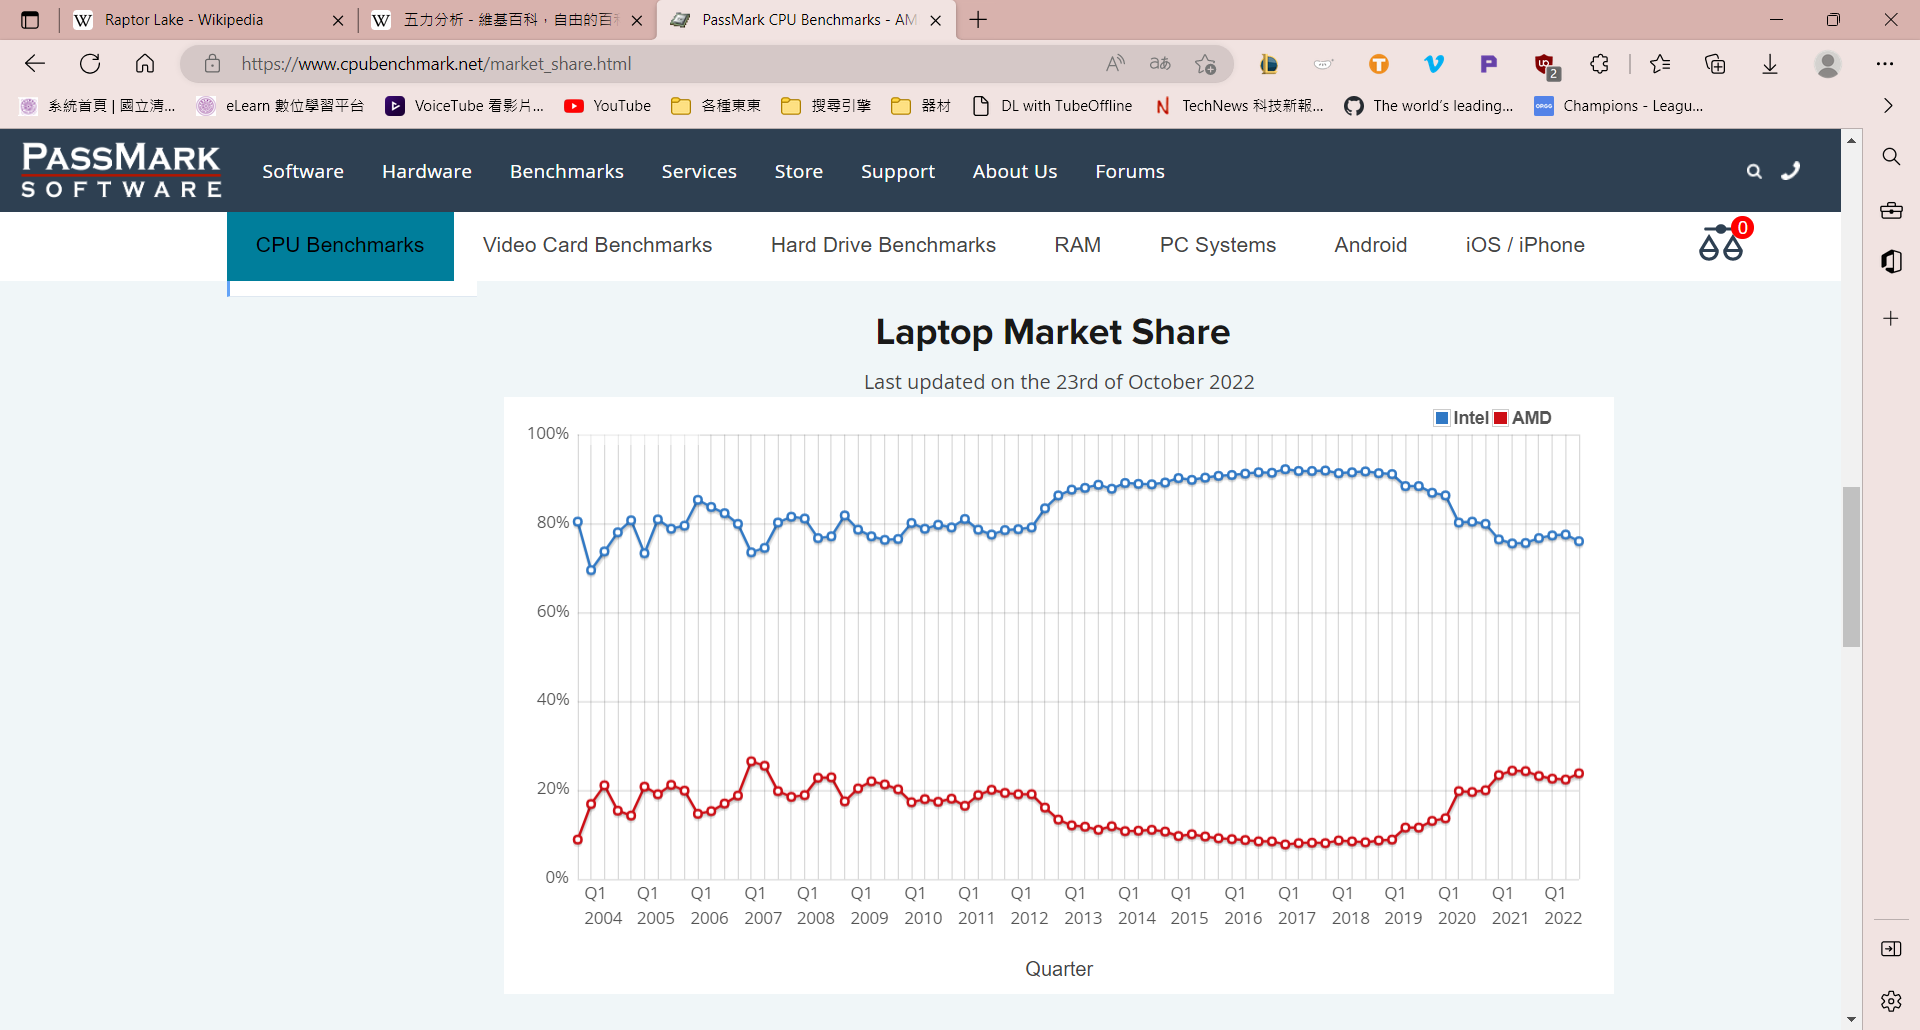 Raptor Lake - Wikipedia
五力分析 - 維基百科，自由的百
PassMark CPU Benchmarks - AM
https://www.cpubenchmark.net/market_share.html
2
系統首頁 | 國立清...
eLearn 數位學習平台
VoiceTube 看影片...
YouTube
各種東東
搜尋引擎
器材
DL with TubeOffline
TechNews 科技新報...
The world's leading...
Champions - Leagu...
PASSMARK
SOFTWARE
Software
Hardware
Benchmarks
Services
Store
Support
About Us
Forums
CPU Benchmarks
Video Card Benchmarks
Hard Drive Benchmarks
RAM
PC Systems
Android
iOS / iPhone
0
Laptop Market Share
Last updated on the 23rd of October 2022
Intel AMD
100%
80%
60%
40%
20%
0%
Q1 Q1 Q1 Q1 Q1 Q1 Q1 Q1 Q1 Q1 Q1 Q1 Q1 Q1 Q1 Q1 Q1 Q1 Q1
2004 2005 2006 2007 2008 2009 2010 2011 2012 2013 2014 2015 2016 2017 2018 2019 2020 2021 2022
Quarter